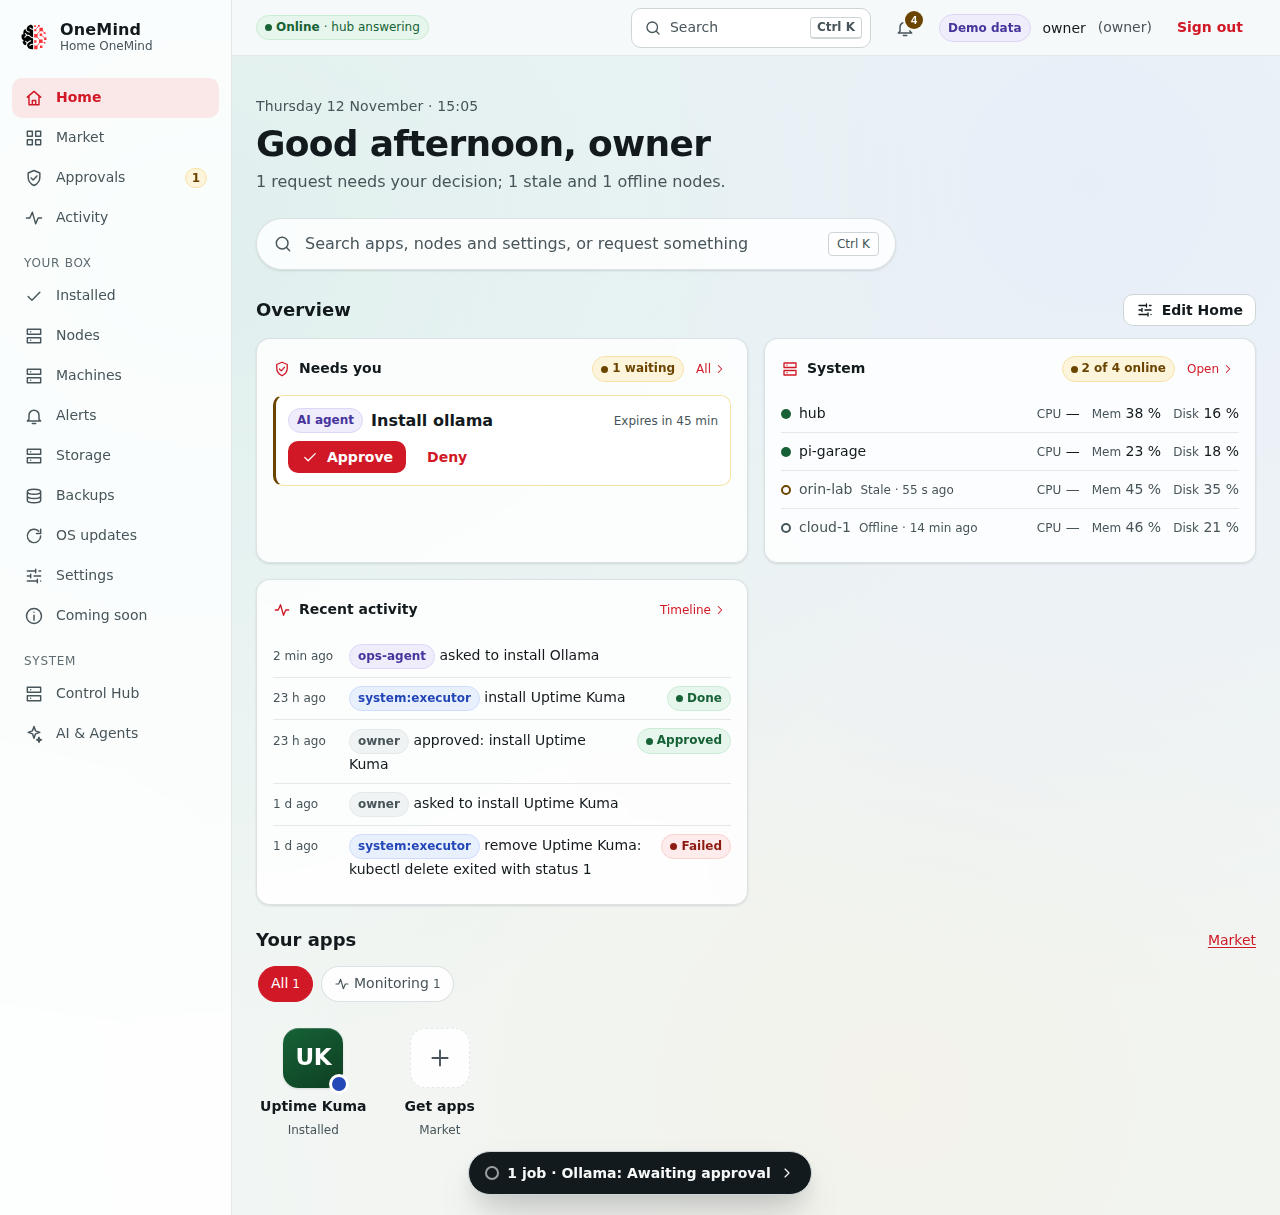 OneMind
Home OneMind
Home
Market
Approvals 1
Activity
YOUR BOX
Installed
Nodes
Machines
Alerts
Storage
Backups
OS updates
Settings
Coming soon
SYSTEM
Control Hub
AI & Agents
Online · hub answering
Search Ctrl K
4
Demo data owner (owner) Sign out
Thursday 12 November · 15:05
Good afternoon, owner
1 request needs your decision; 1 stale and 1 offline nodes.
Search apps, nodes and settings, or request something Ctrl K
Overview
Edit Home
Needs you 1 waiting All
AI agent Install ollama Expires in 45 min
Approve Deny
System 2 of 4 online Open
hub CPU — Mem 38 % Disk 16 %
pi-garage CPU — Mem 23 % Disk 18 %
orin-lab Stale · 55 s ago CPU — Mem 45 % Disk 35 %
cloud-1 Offline · 14 min ago CPU — Mem 46 % Disk 21 %
Recent activity Timeline
2 min ago ops-agent asked to install Ollama
23 h ago system:executor install Uptime Kuma Done
23 h ago owner approved: install Uptime Approved
Kuma
1 d ago owner asked to install Uptime Kuma
1 d ago system:executor remove Uptime Kuma: Failed
kubectl delete exited with status 1
Your apps
Market
All 1 Monitoring 1
UK
Uptime Kuma
Installed
Get apps
Market
1 job · Ollama: Awaiting approval